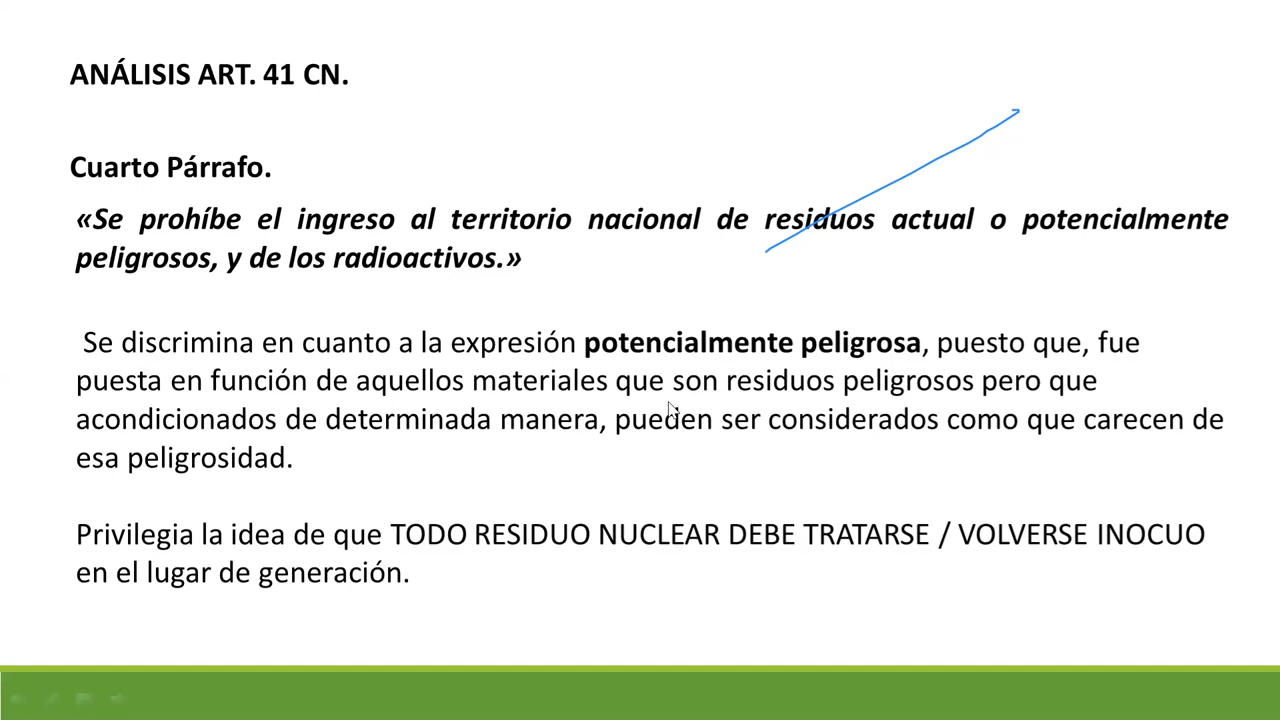 ANÁLISIS ART. 41 CN.
Cuarto Párrafo.
«Se prohíbe el ingreso al territorio nacional de residuos actual o potencialmente
peligrosos, y de los radioactivos.»
Se discrimina en cuanto a la expresión potencialmente peligrosa, puesto que, fue
puesta en función de aquellos materiales que son residuos peligrosos pero que
acondicionados de determinada manera, pueden ser considerados como que carecen de
esa peligrosidad.
Privilegia la idea de que TODO RESIDUO NUCLEAR DEBE TRATARSE / VOLVERSE INOCUO
en el lugar de generación.